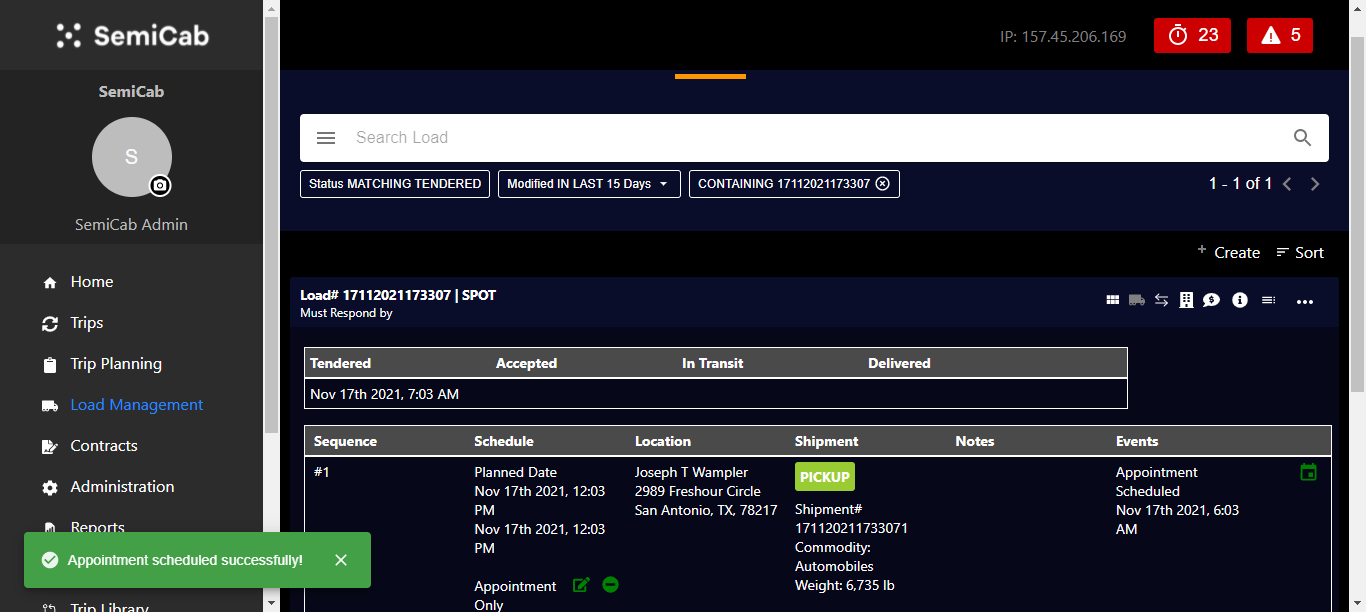 SemiCab
SemiCab
S
SemiCab Admin
Home
Trips
Trip Planning
Load Management
Contracts
Administration
Reports
Trip Library
Appointment scheduled successfully!
IP: 157.45.206.169
23
5
Search Load
Status MATCHING TENDERED
Modified IN LAST 15 Days
CONTAINING 17112021173307
1 - 1 of 1
+ Create
Sort
Load# 17112021173307 | SPOT
Must Respond by
Tendered Accepted In Transit Delivered
Nov 17th 2021, 7:03 AM
Sequence Schedule Location Shipment Notes Events
#1
Planned Date
Nov 17th 2021, 12:03
PM
Nov 17th 2021, 12:03
PM
Appointment
Only
Joseph T Wampler
2989 Freshour Circle
San Antonio, TX, 78217
PICKUP
Shipment#
171120211733071
Commodity:
Automobiles
Weight: 6,735 lb
Appointment
Scheduled
Nov 17th 2021, 6:03
AM